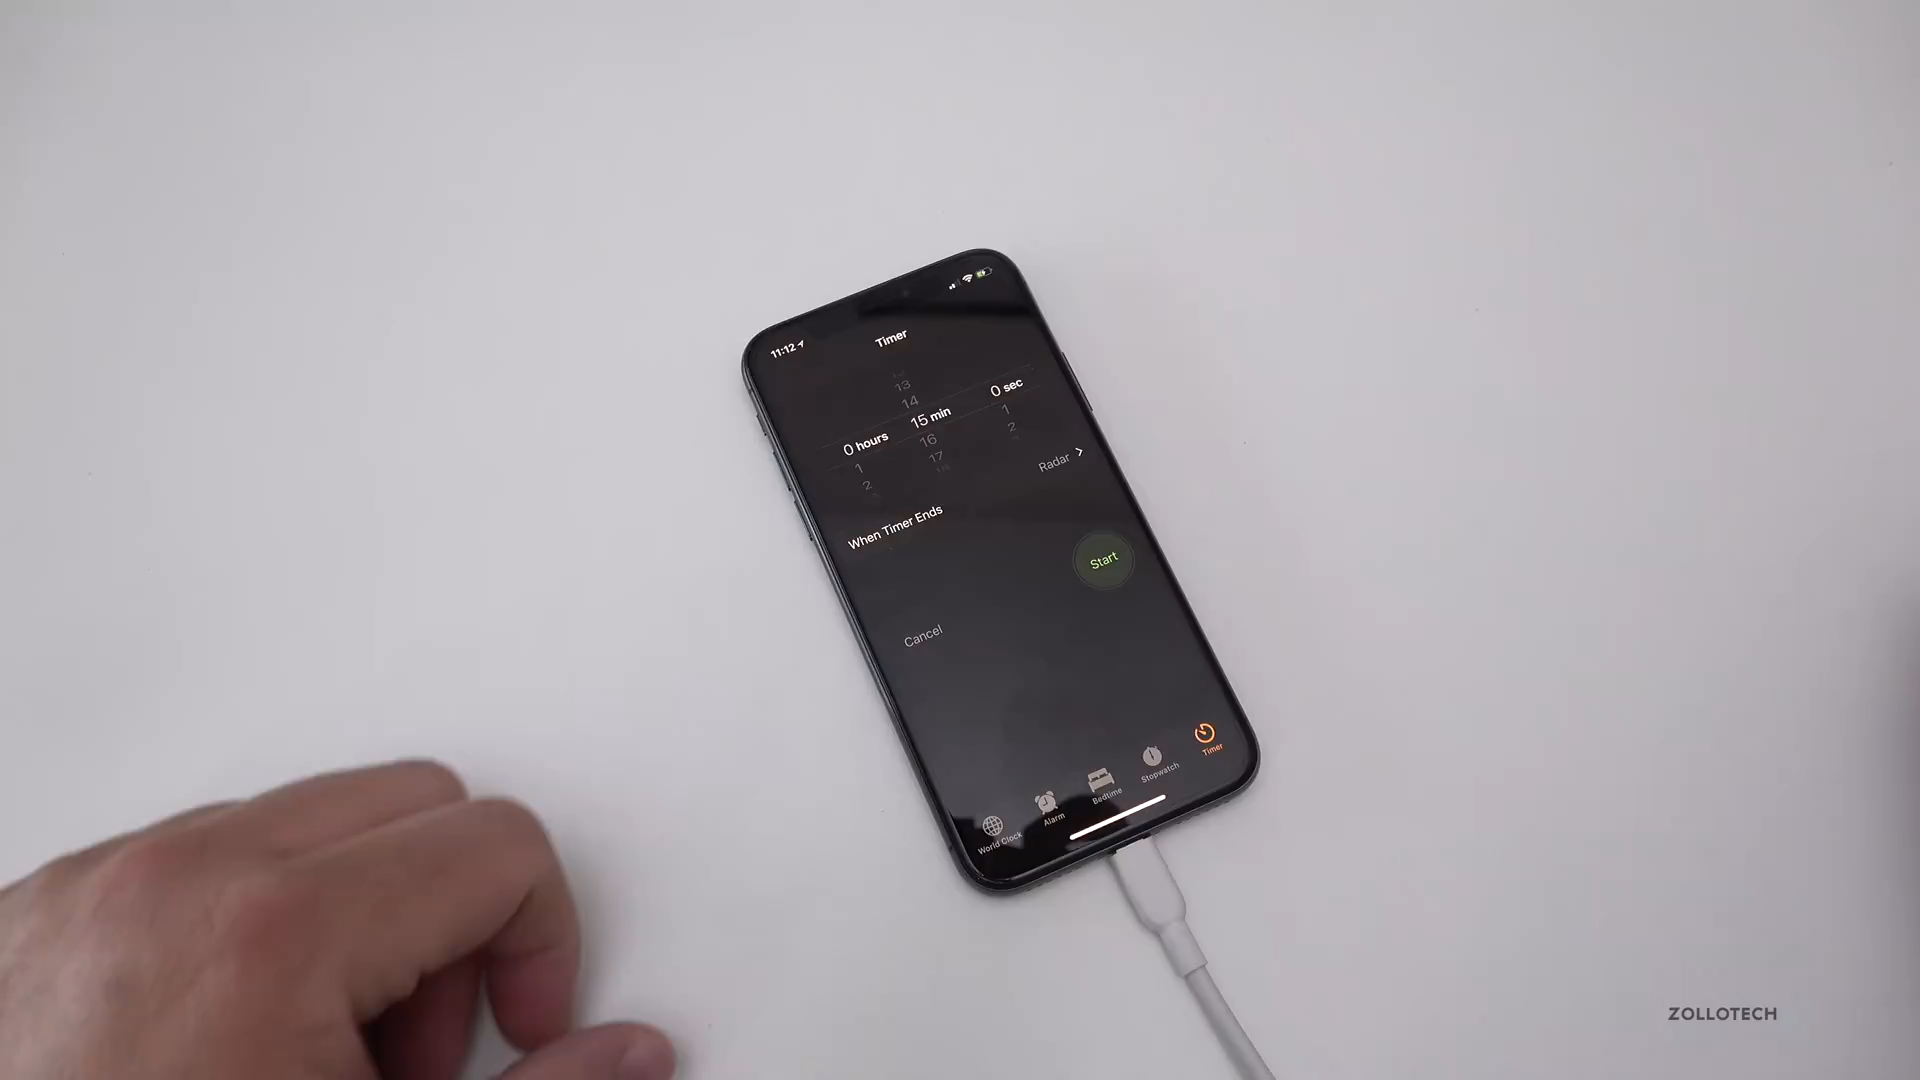 11:12
Timer
13
14
0 hours 15 min 0 sec
1 16 1
2 17 2
When Timer Ends Radar
Cancel Start
World Clock Alarm Bedtime Stopwatch Timer
ZOLLOTECH